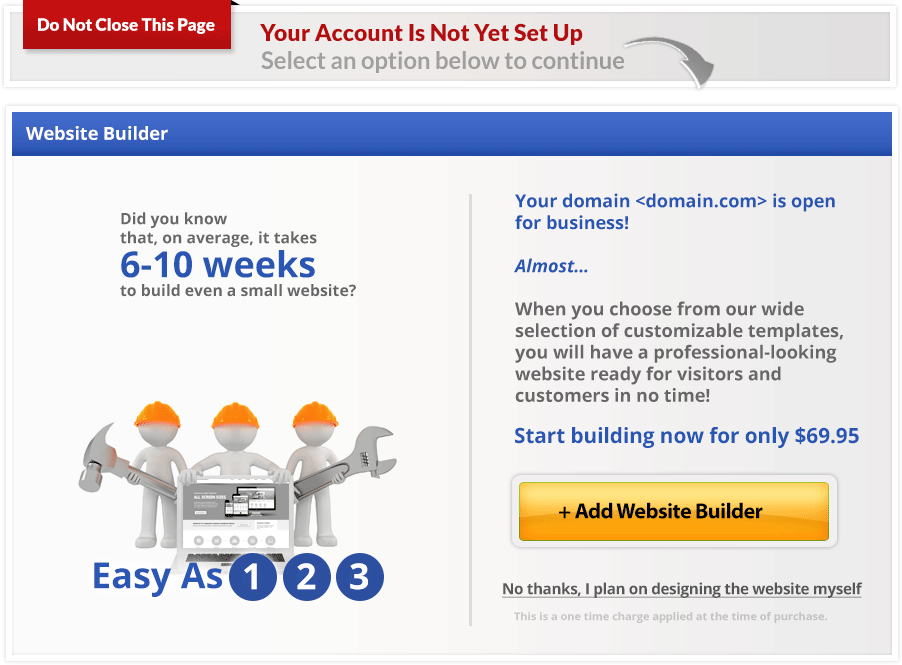 Do Not Close This Page
Your Account Is Not Yet Set Up
Select an option below to continue
Website Builder
Did you know
that, on average, it takes
6-10 weeks
to build even a small website?
Easy As 1 2 3
Your domain <domain.com> is open
for business!
Almost...
When you choose from our wide
selection of customizable templates,
you will have a professional-looking
website ready for visitors and
customers in no time!
Start building now for only $69.95
+ Add Website Builder
No thanks, I plan on designing the website myself
This is a one time charge applied at the time of purchase.